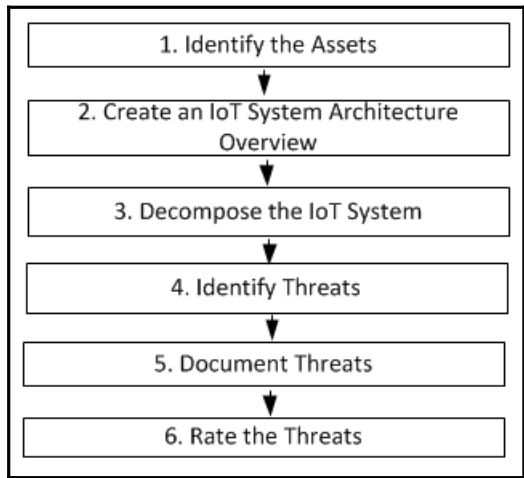 1. Identify the Assets
2. Create an IoT System Architecture
Overview
3. Decompose the IoT System
4. Identify Threats
5. Document Threats
6. Rate the Threats